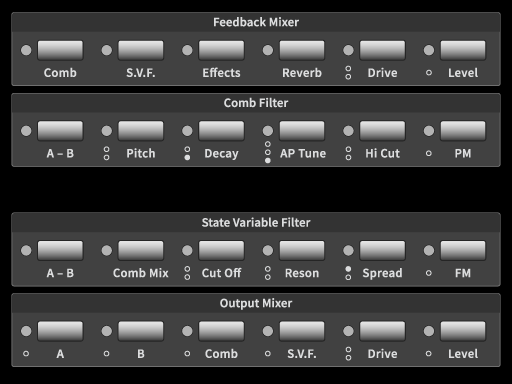 Feedback Mixer
Comb S.V.F. Effects Reverb Drive Level
Comb Filter
A – B Pitch Decay AP Tune Hi Cut PM
State Variable Filter
A – B Comb Mix Cut Off Reson Spread FM
Output Mixer
A B Comb S.V.F. Drive Level